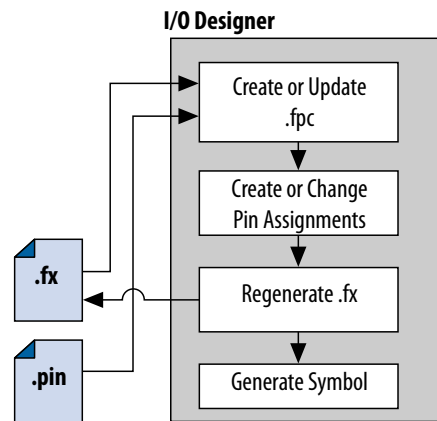 I/O Designer
Create or Update
.fpc
Create or Change
Pin Assignments
.fx
Regenerate .fx
.pin
Generate Symbol